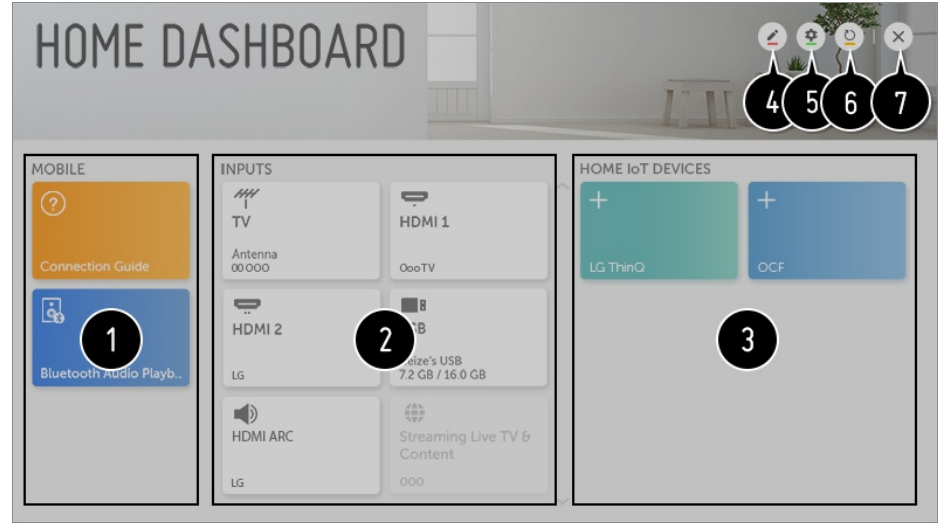 HOME DASHBOARD
4 5 6 7
MOBILE
Connection Guide
Bluetooth Audio Playb..
1
INPUTS
TV
Antenna
00000
HDMI 1
OooTV
HDMI 2
LG
7.2 GB / 16.0 GB
2
HDMI ARC
LG
Streaming Live TV &
Content
000
HOME IoT DEVICES
LG ThinQ
OCF
3